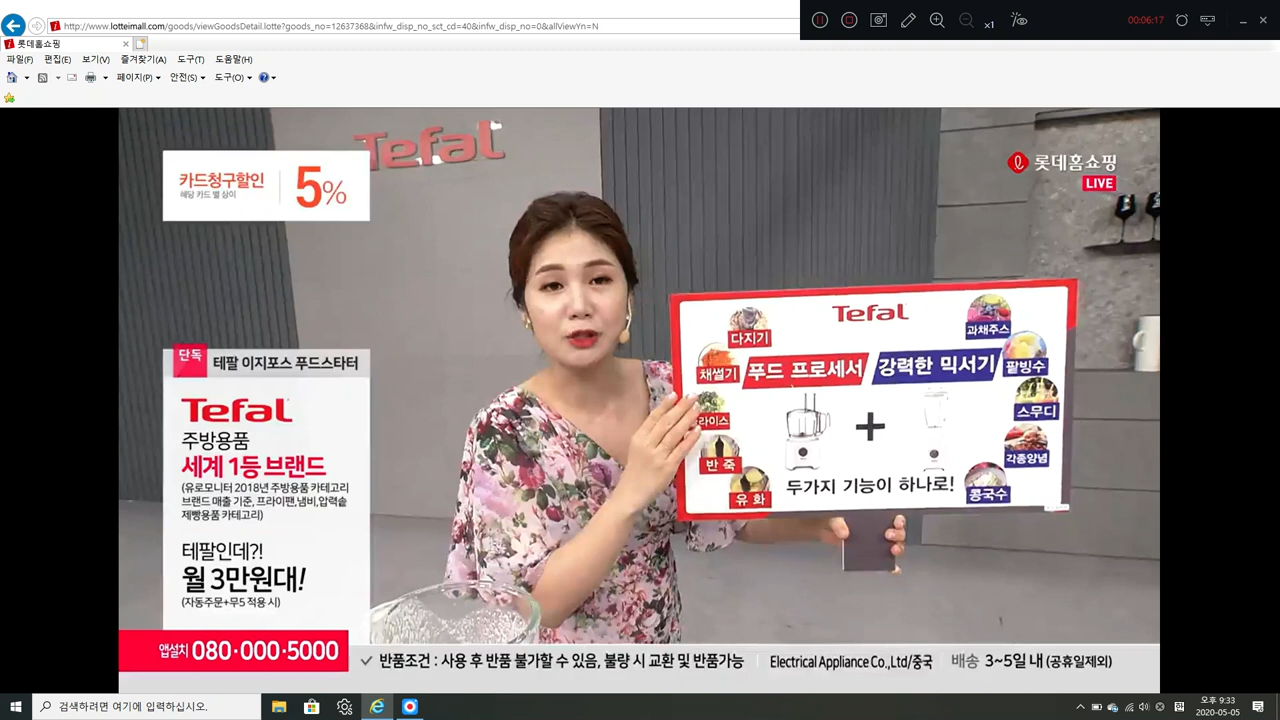 http://www.lotteimall.com/goods/viewGoodsDetail.lotte?goods_no=12637368&infw_disp_no_sct_cd=40&infw_disp_no=0&allViewYn=N
x1
00:06:17
롯데홈쇼핑
파일(F) 편집(E) 보기(V) 즐겨찾기(A) 도구(T) 도움말(H)
페이지(P) 안전(S) 도구(O)
Tefal
카드청구할인
해당 카드 별 상이
5%
롯데홈쇼핑
LIVE
Tefal
다지기
과채주스
채썰기
푸드 프로세서
강력한 믹서기
팥빙수
라이스
스무디
반 죽
각종양념
유 화
콩국수
+
두가지 기능이 하나로!
단독
테팔 이지포스 푸드스타터
Tefal
주방용품
세계 1등 브랜드
(유로모니터 2018년 주방용품 카테고리
브랜드 매출 기준, 프라이팬,냄비,압력솥
제빵용품 카테고리)
테팔인데?!
월 3만원대!
(자동주문+무5 적용 시)
앱설치 080·000·5000
반품조건 : 사용 후 반품 불가할 수 있음, 불량 시 교환 및 반품가능
Electrical Appliance Co.,Ltd/중국
배송 3~5일 내 (공휴일제외)
검색하려면 여기에 입력하십시오.
오후 9:33
2020-05-05